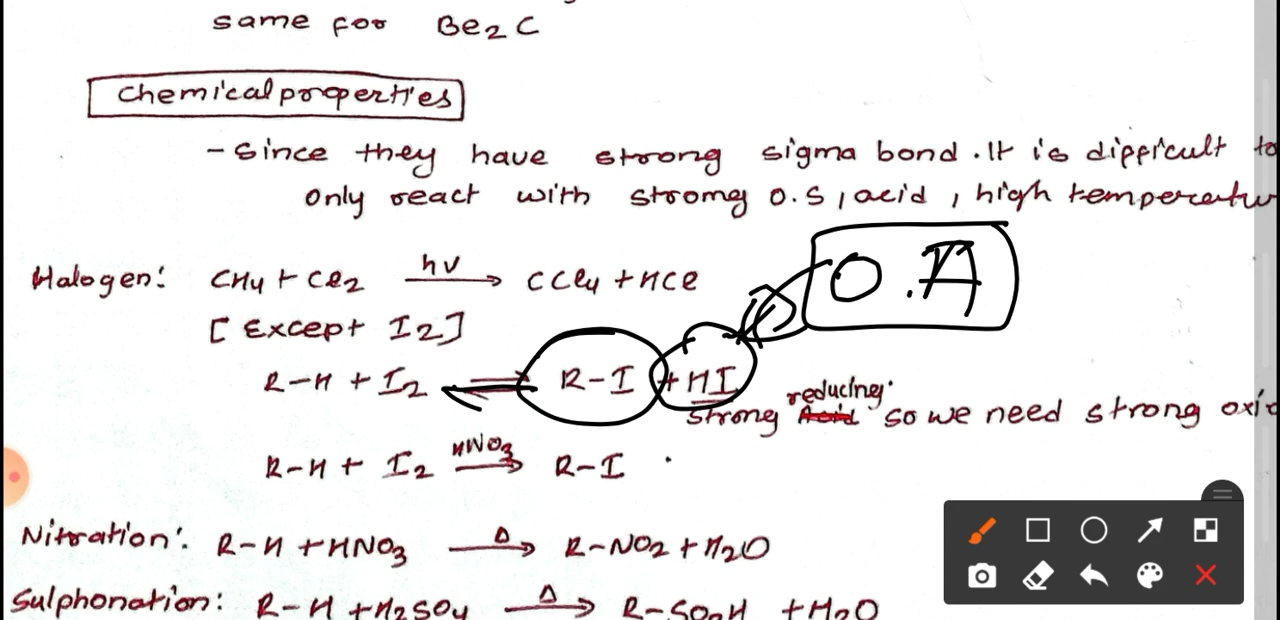 same for Be2C
Chemical properties
- Since they have strong sigma bond. It is difficult to
only react with strong O.S, acid, high temperatu
Halogen: CH4 + Cl2 hν → CCl4 + HCl
[Except I2]
O.A
R-H + I2 ⇌ R-I + HI
strong Acid reducing so we need strong oxi
R-H + I2 HNO3 → R-I
Nitration: R-H + HNO3 Δ → R-NO2 + H2O
Sulphonation: R-H + H2SO4 Δ → R-SO3H + H2O